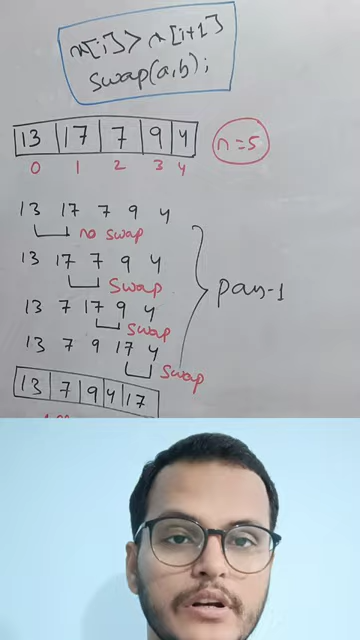 n[i] > n[i+1]
Swap(a,b);
13 17 7 9 4 n=5
0 1 2 3 4
13 17 7 9 4
no swap
13 17 7 9 4
Swap
13 7 17 9 4
Swap
13 7 9 17 4
Swap
pass-1
13 7 9 4 17